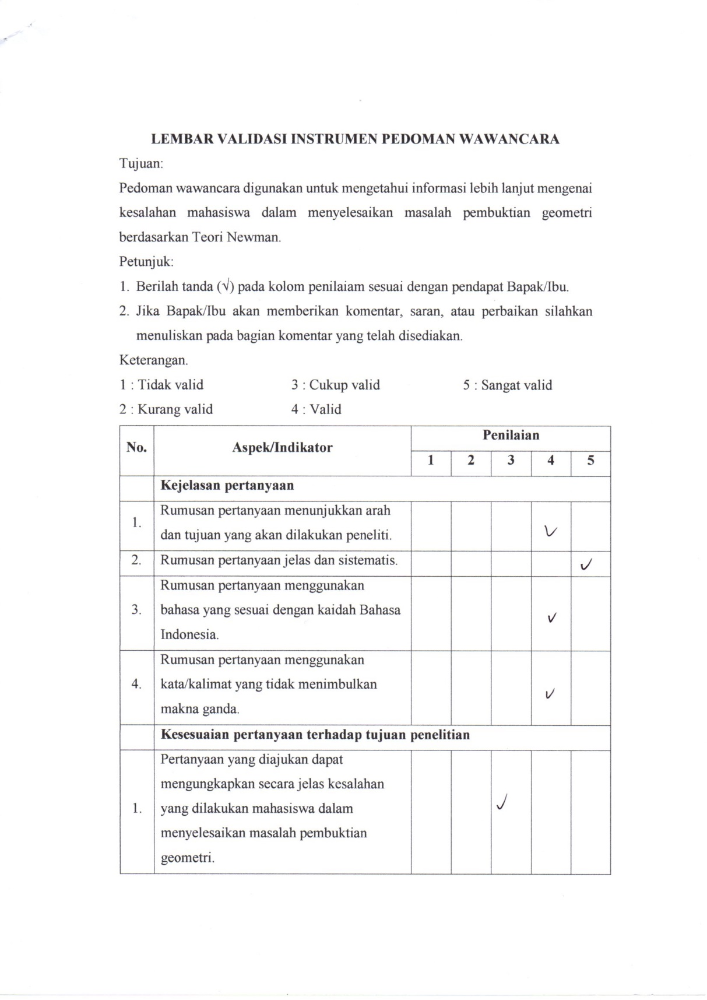 LEMBAR VALIDASI INSTRUMEN PEDOMAN WAWANCARA
Tujuan:
Pedoman wawancara digunakan untuk mengetahui informasi lebih lanjut mengenai
kesalahan mahasiswa dalam menyelesaikan masalah pembuktian geometri
berdasarkan Teori Newman.
Petunjuk:
1. Berilah tanda (√) pada kolom penilaiam sesuai dengan pendapat Bapak/Ibu.
2. Jika Bapak/Ibu akan memberikan komentar, saran, atau perbaikan silahkan
menuliskan pada bagian komentar yang telah disediakan.
Keterangan.
1 : Tidak valid 3 : Cukup valid 5 : Sangat valid
2 : Kurang valid 4 : Valid
No. Aspek/Indikator Penilaian
1 2 3 4 5
Kejelasan pertanyaan
1. Rumusan pertanyaan menunjukkan arah
dan tujuan yang akan dilakukan peneliti. ✓
2. Rumusan pertanyaan jelas dan sistematis. ✓
Rumusan pertanyaan menggunakan
3. bahasa yang sesuai dengan kaidah Bahasa ✓
Indonesia.
Rumusan pertanyaan menggunakan
4. kata/kalimat yang tidak menimbulkan ✓
makna ganda.
Kesesuaian pertanyaan terhadap tujuan penelitian
Pertanyaan yang diajukan dapat
mengungkapkan secara jelas kesalahan
1. yang dilakukan mahasiswa dalam ✓
menyelesaikan masalah pembuktian
geometri.